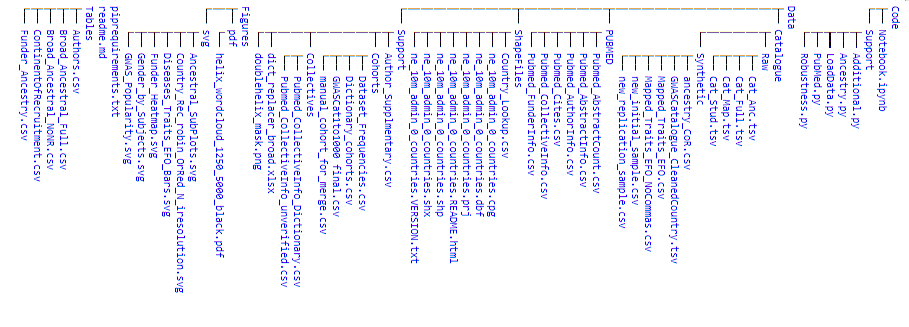 Code
Notebook.ipynb
Support
Additional.py
Ancestry.py
LoadData.py
PubMed.py
Robustness.py
Data
Catalogue
Raw
Cat_Anc.tsv
Cat_Full.tsv
Cat_Map.tsv
Cat_Stud.tsv
Synthetic
ancestry_CoR.csv
GWASCatalogue_CleanedCountry.tsv
Mapped_Traits_EFO.csv
Mapped_Traits_EFO_NoCommas.csv
new_initial_sample.csv
new_replication_sample.csv
PUBMED
Pubmed_AbstractCount.csv
Pubmed_AbstractInfo.csv
Pubmed_AuthorInfo.csv
Pubmed_Cites.csv
Pubmed_CollectiveInfo.csv
Pubmed_FunderInfo.csv
ShapeFiles
Country_Lookup.csv
ne_10m_admin_0_countries.cpg
ne_10m_admin_0_countries.dbf
ne_10m_admin_0_countries.prj
ne_10m_admin_0_countries.README.html
ne_10m_admin_0_countries.shp
ne_10m_admin_0_countries.shx
ne_10m_admin_0_countries.VERSION.txt
Support
Author_Supplmentary.csv
Cohorts
Dataset_Frequencies.csv
Dictionary_cohorts.csv
GWASCat1to1000 final.csv
manual_cohort_for_merge.csv
Collectives
PubMed_CollectiveInfo_Dictionary.csv
PubMed_CollectiveInfo_unverified.csv
dict_replacer_broad.xlsx
doublehelix_mask.png
Figures
pdf
helix_wordcloud_1250_5000_black.pdf
svg
Ancestral_SubPlots.svg
Country_Rec_robin_OrRed_N_iresolution.svg
Diseases_Traits_EFO_Bars.svg
Funder_Heatmap.svg
Gender_by_Subjects.svg
GWAS_Popularity.svg
piprequirements.txt
readme.md
Tables
Authors.csv
Broad_Ancestral_Full.csv
Broad_Ancestral_NoNR.csv
ContinentOfRecruitment.csv
Funder_Ancestry.csv